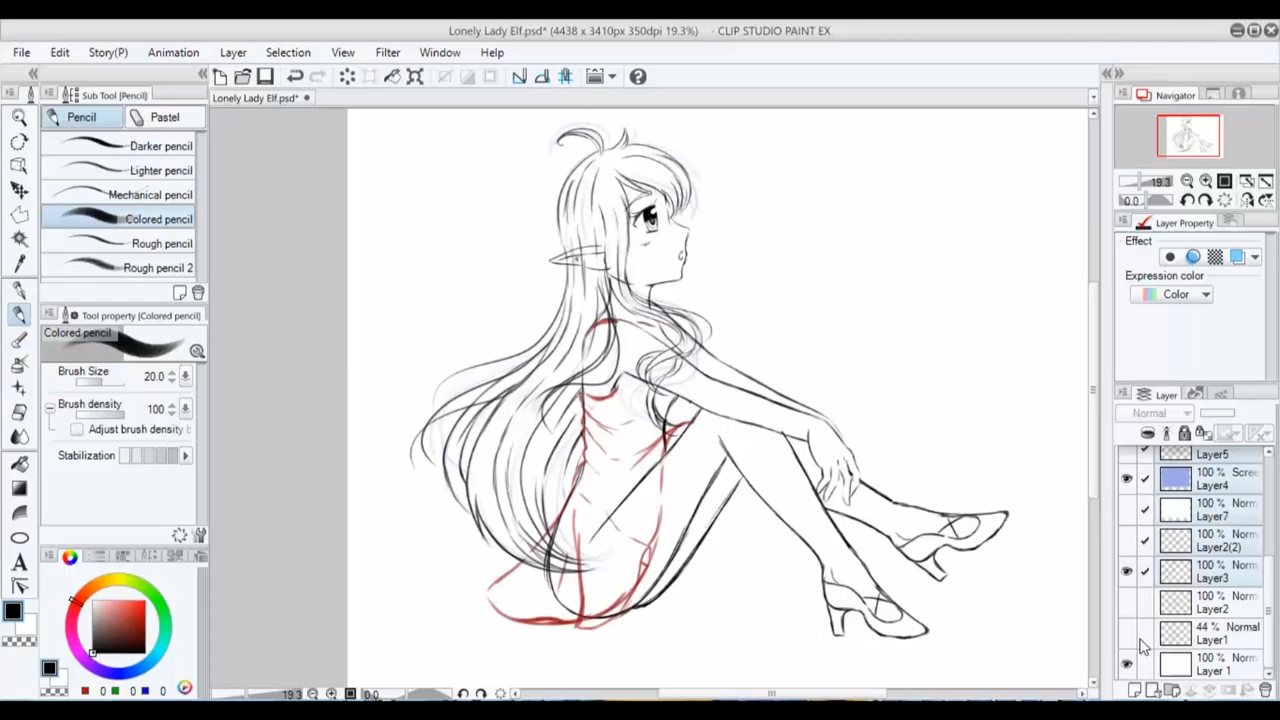 Lonely Lady Elf.psd* (4438 x 3410px 350dpi 19.3%) - CLIP STUDIO PAINT EX
File Edit Story(P) Animation Layer Selection View Filter Window Help
Sub Tool [Pencil]
Pencil Pastel
Darker pencil
Lighter pencil
Mechanical pencil
Colored pencil
Rough pencil
Rough pencil 2
Tool property [Colored pencil]
Colored pencil
Brush Size 20.0
Brush density 100
Adjust brush density b
Stabilization
0 0 0
Lonely Lady Elf.psd*
19.3 0.0
Navigator
19.3
0.0
Layer Property
Effect
Expression color
Color
Layer
Normal
Layer5
100 % Scree
Layer4
100 % Norm
Layer7
100 % Norm
Layer2(2)
100 % Norm
Layer3
100 % Norm
Layer2
44 % Normal
Layer1
100 % Norm
Layer 1